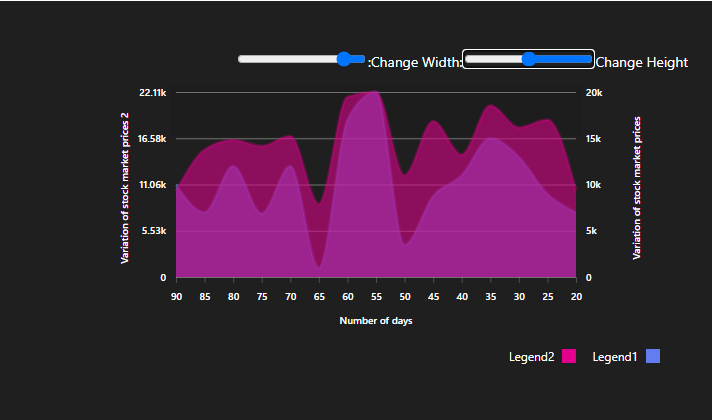 :Change Width: Change Height
22.11k 20k
16.58k 15k
11.06k 10k
5.53k 5k
0 0
Variation of stock market prices 2
Variation of stock market prices
90 85 80 75 70 65 60 55 50 45 40 35 30 25 20
Number of days
Legend2 Legend1